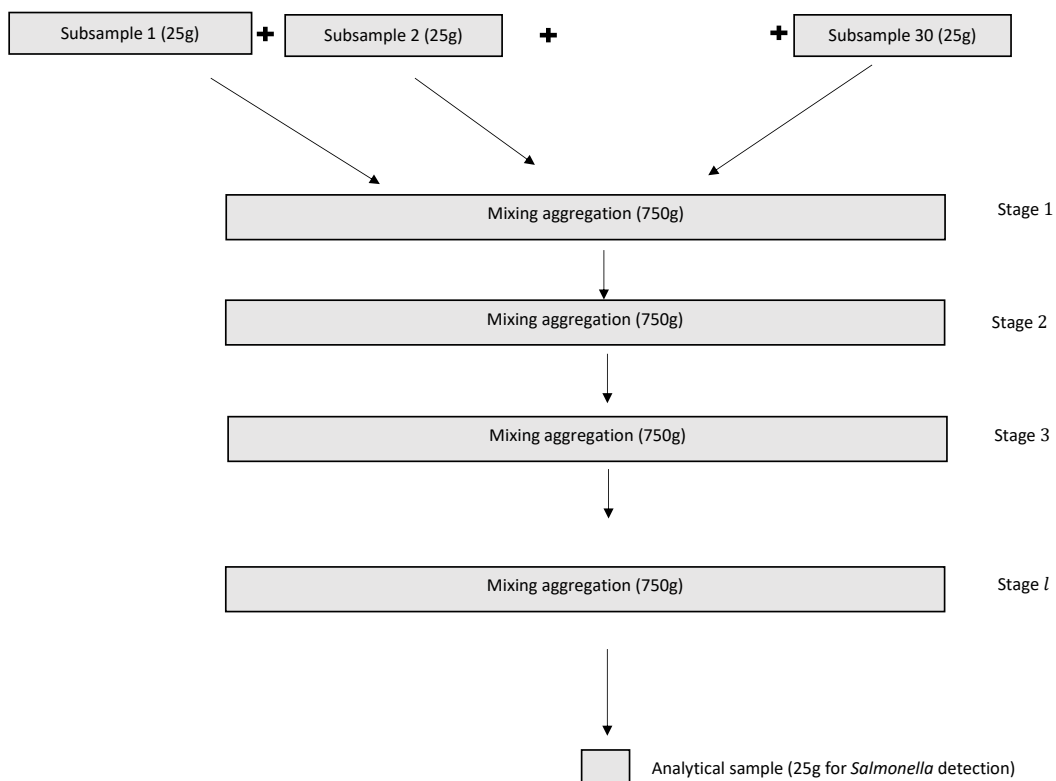 Subsample 1 (25g) + Subsample 2 (25g) + + Subsample 30 (25g)
Mixing aggregation (750g) Stage 1
Mixing aggregation (750g) Stage 2
Mixing aggregation (750g) Stage 3
Mixing aggregation (750g) Stage l
Analytical sample (25g for Salmonella detection)